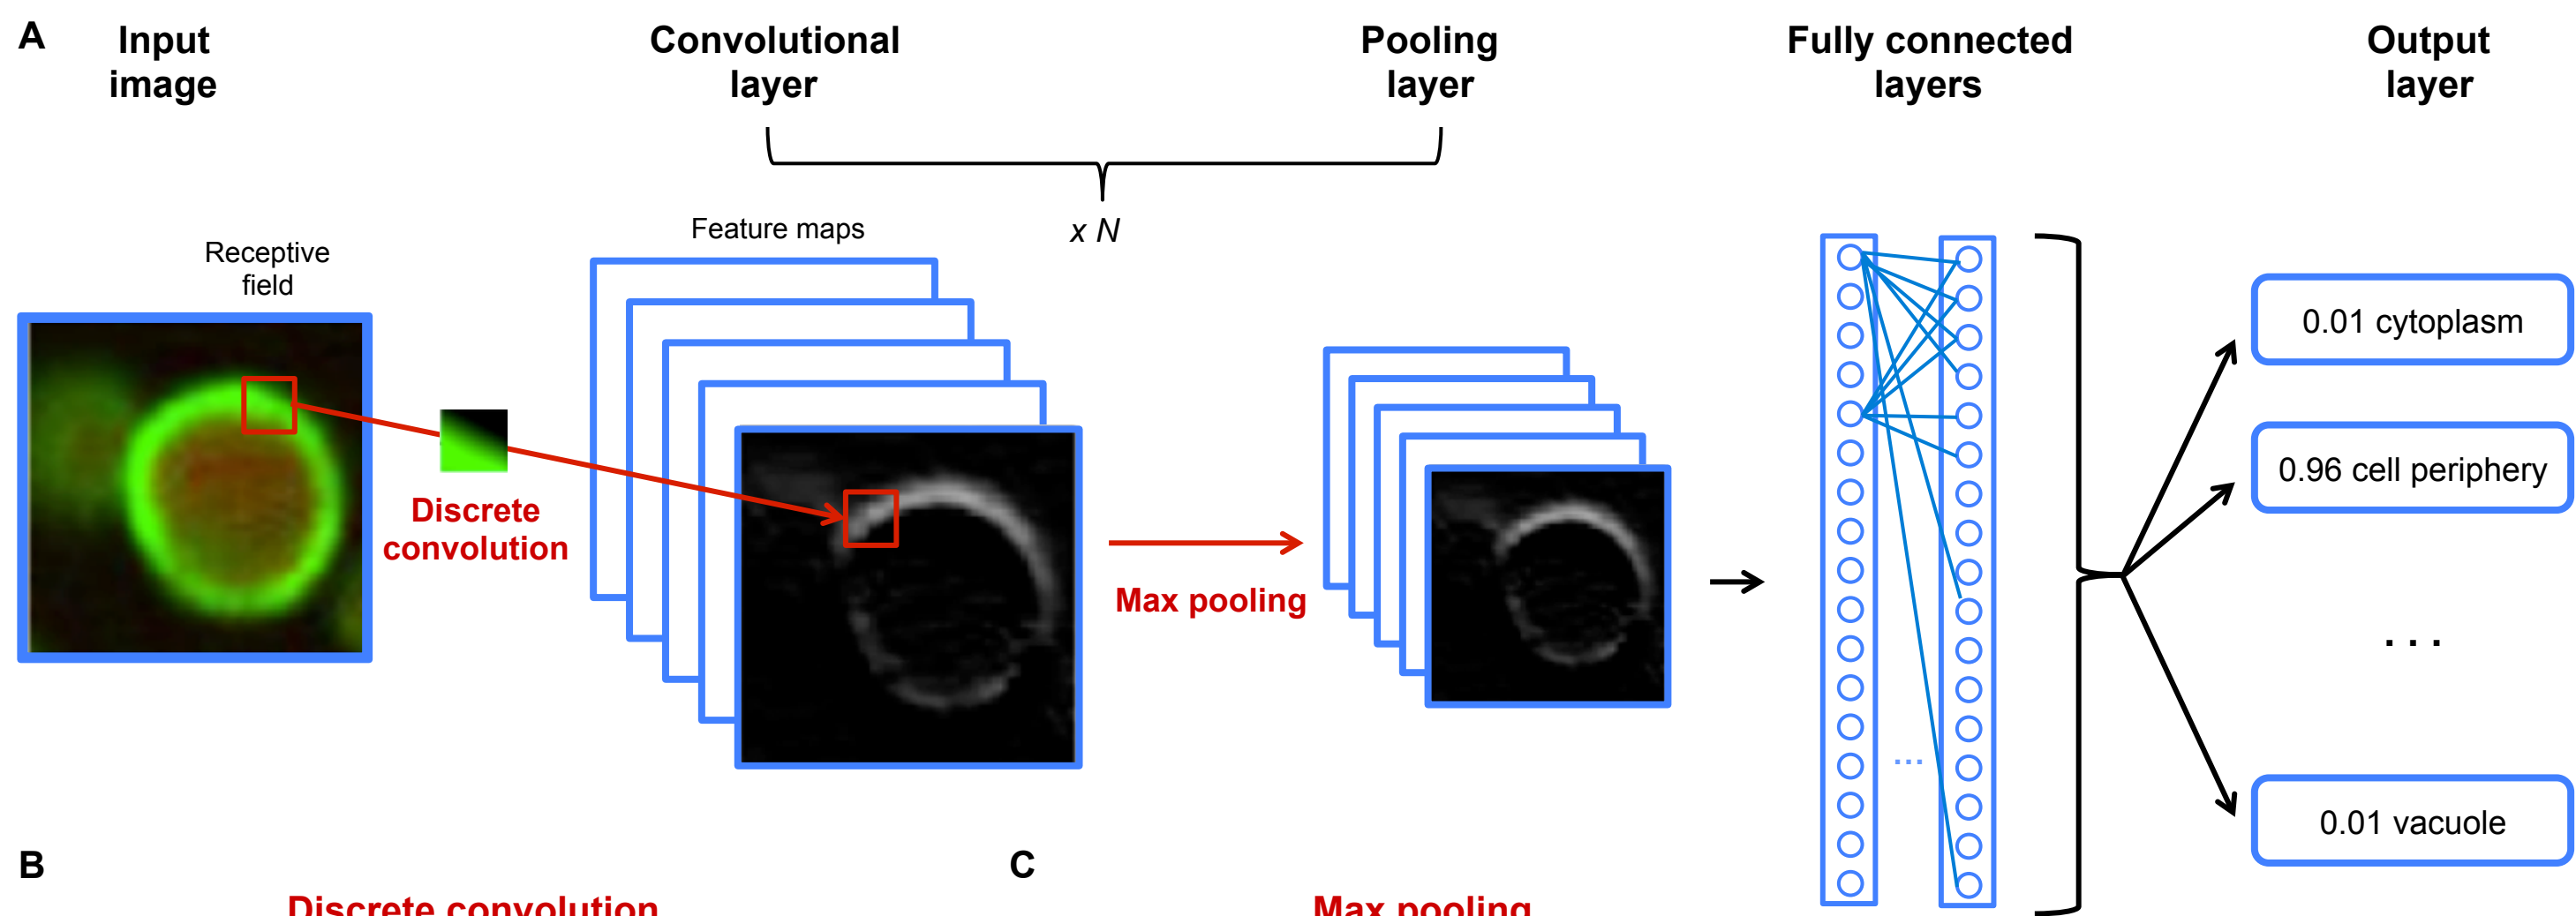 A
Input
image
Convolutional
layer
Pooling
layer
Fully connected
layers
Output
layer
x N
Receptive
field
Feature maps
Discrete
convolution
Max pooling
0.01 cytoplasm
0.96 cell periphery
. . .
0.01 vacuole
...
B
Discrete convolution
C
Max pooling